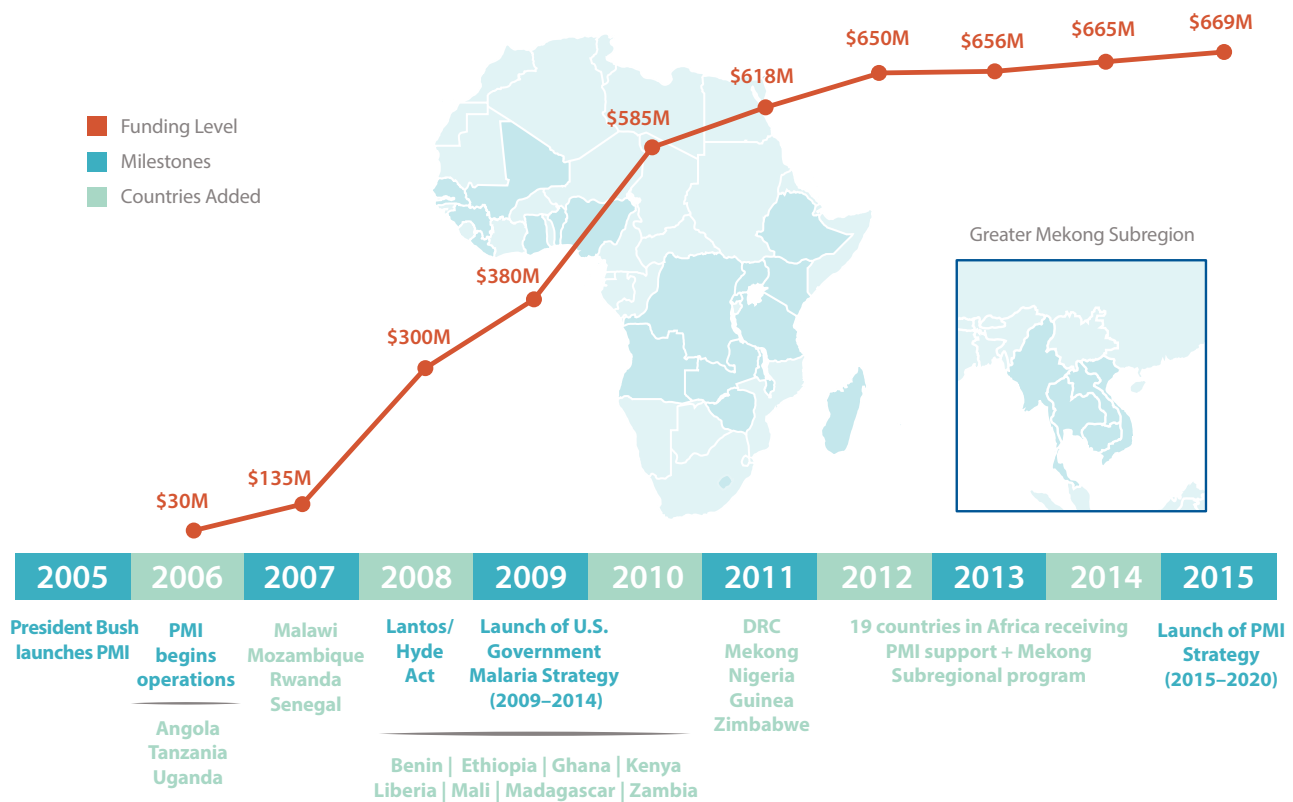 $669M
$665M
$656M
$650M
$618M
$585M
$380M
$300M
$135M
$30M
Funding Level
Milestones
Countries Added
Greater Mekong Subregion
2005
2006
2007
2008
2009
2010
2011
2012
2013
2014
2015
President Bush
launches PMI
PMI
begins
operations
Angola
Tanzania
Uganda
Malawi
Mozambique
Rwanda
Senegal
Lantos/
Hyde
Act
Launch of U.S.
Government
Malaria Strategy
(2009–2014)
Benin | Ethiopia | Ghana | Kenya
Liberia | Mali | Madagascar | Zambia
DRC
Mekong
Nigeria
Guinea
Zimbabwe
19 countries in Africa receiving
PMI support + Mekong
Subregional program
Launch of PMI
Strategy
(2015–2020)